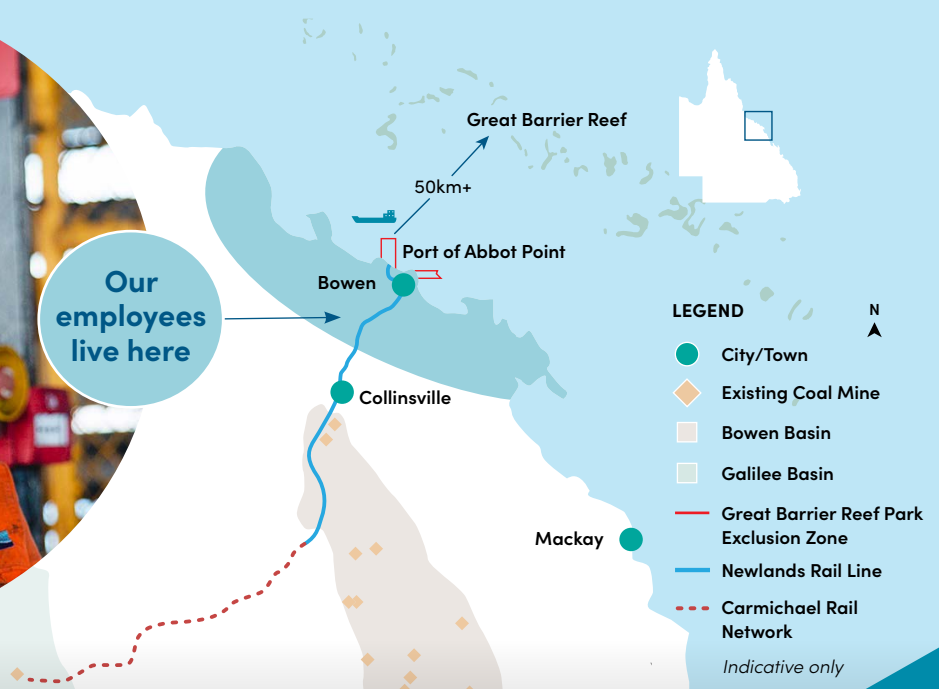 Great Barrier Reef
50km+
Port of Abbot Point
Bowen
Our
employees
live here
Collinsville
Mackay
LEGEND
N
City/Town
Existing Coal Mine
Bowen Basin
Galilee Basin
Great Barrier Reef Park
Exclusion Zone
Newlands Rail Line
Carmichael Rail
Network
Indicative only